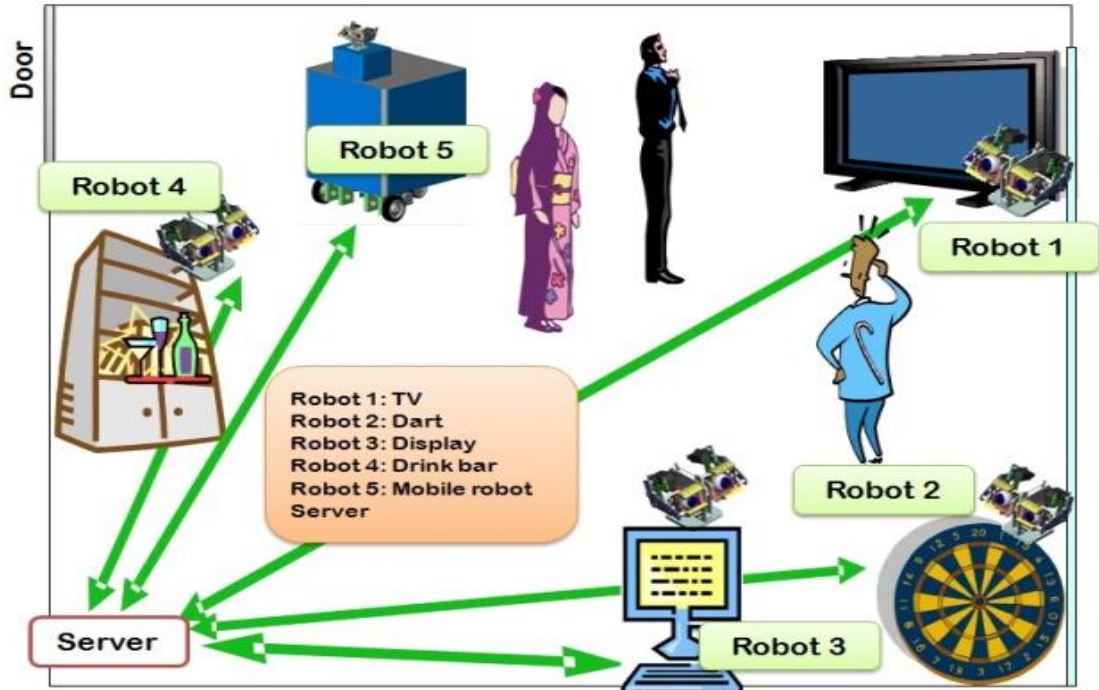 Door
Robot 5
Robot 4
Robot 1
Robot 1: TV
Robot 2: Dart
Robot 3: Display
Robot 4: Drink bar
Robot 5: Mobile robot
Server
Robot 2
Robot 3
Server